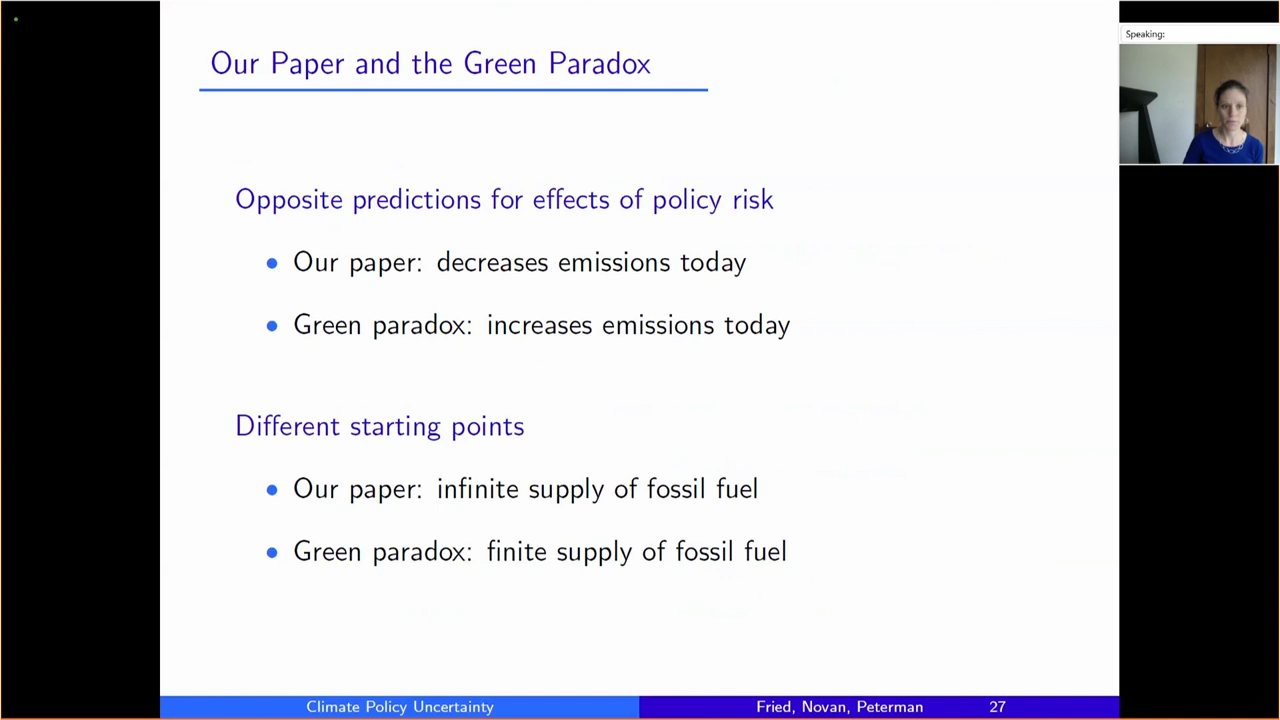 Our Paper and the Green Paradox
Speaking:
Opposite predictions for effects of policy risk
Our paper: decreases emissions today
Green paradox: increases emissions today
Different starting points
Our paper: infinite supply of fossil fuel
Green paradox: finite supply of fossil fuel
Climate Policy Uncertainty
Fried, Novan, Peterman
27